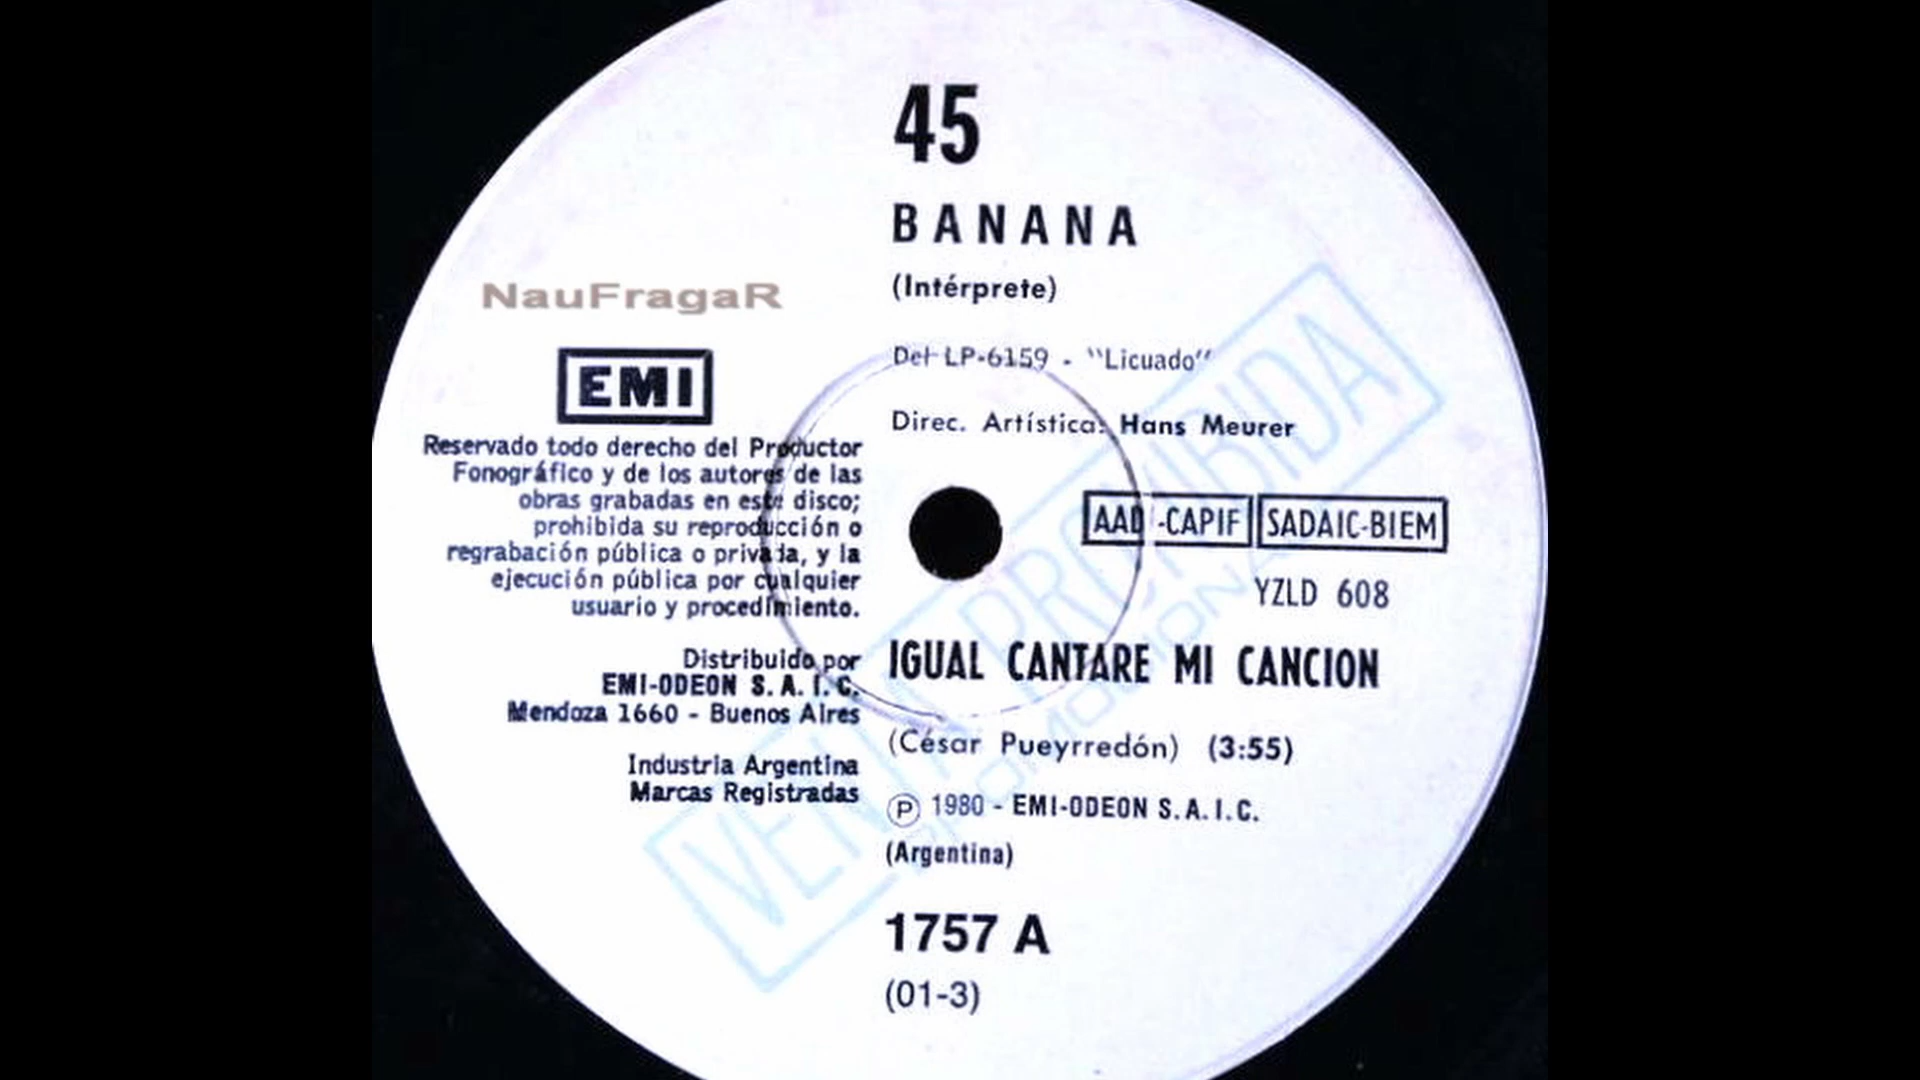 45
BANANA
(Intérprete)
NauFragaR
Del LP-6159 - "Licuado"
EMI
Direc. Artística: Hans Meurer
Reservado todo derecho del Productor
Fonográfico y de los autores de las
obras grabadas en este disco;
prohibida su reproducción o
regrabación pública o privada, y la
ejecución pública por cualquier
usuario y procedimiento.
AADI-CAPIF SADAIC-BIEM
YZLD 608
Distribuido por
EMI-ODEON S.A.I.C.
Mendoza 1660 - Buenos Aires
Industria Argentina
Marcas Registradas
IGUAL CANTARE MI CANCION
(César Pueyrredón) (3:55)
Ⓟ 1980 - EMI-ODEON S.A.I.C.
(Argentina)
1757 A
(01-3)
VENTA PROHIBIDA